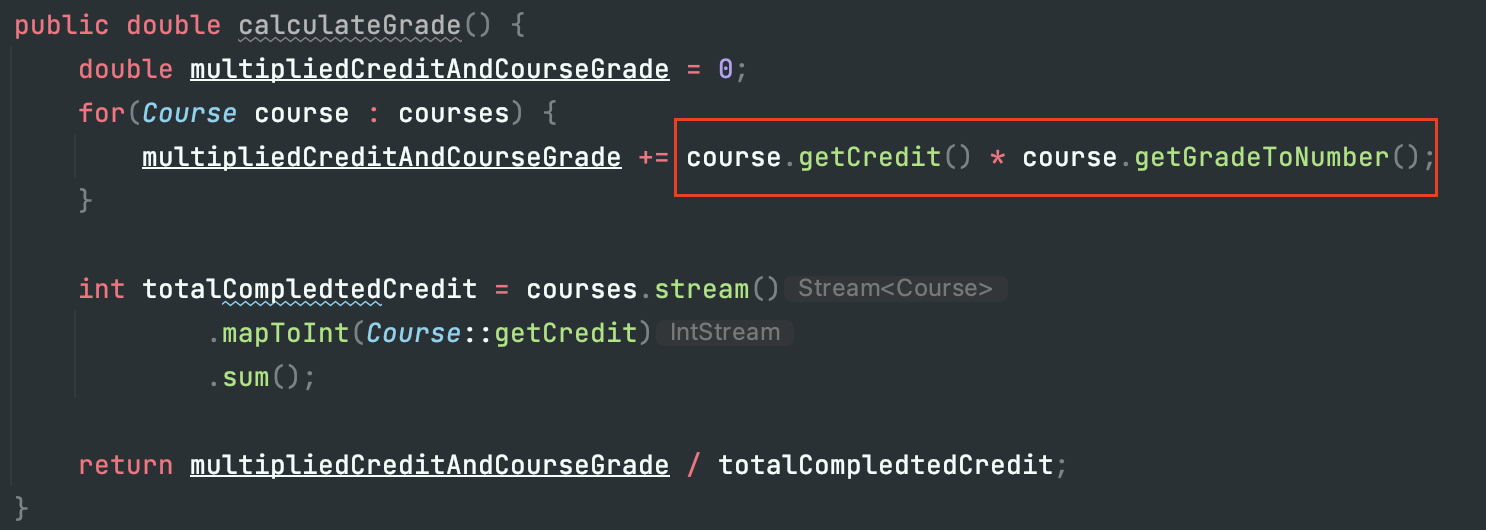 public double calculateGrade() {
    double multipliedCreditAndCourseGrade = 0;
    for(Course course : courses) {
        multipliedCreditAndCourseGrade += course.getCredit() * course.getGradeToNumber();
    }
    int totalCompledtedCredit = courses.stream() Stream<Course>
            .mapToInt(Course::getCredit) IntStream
            .sum();
    return multipliedCreditAndCourseGrade / totalCompledtedCredit;
}